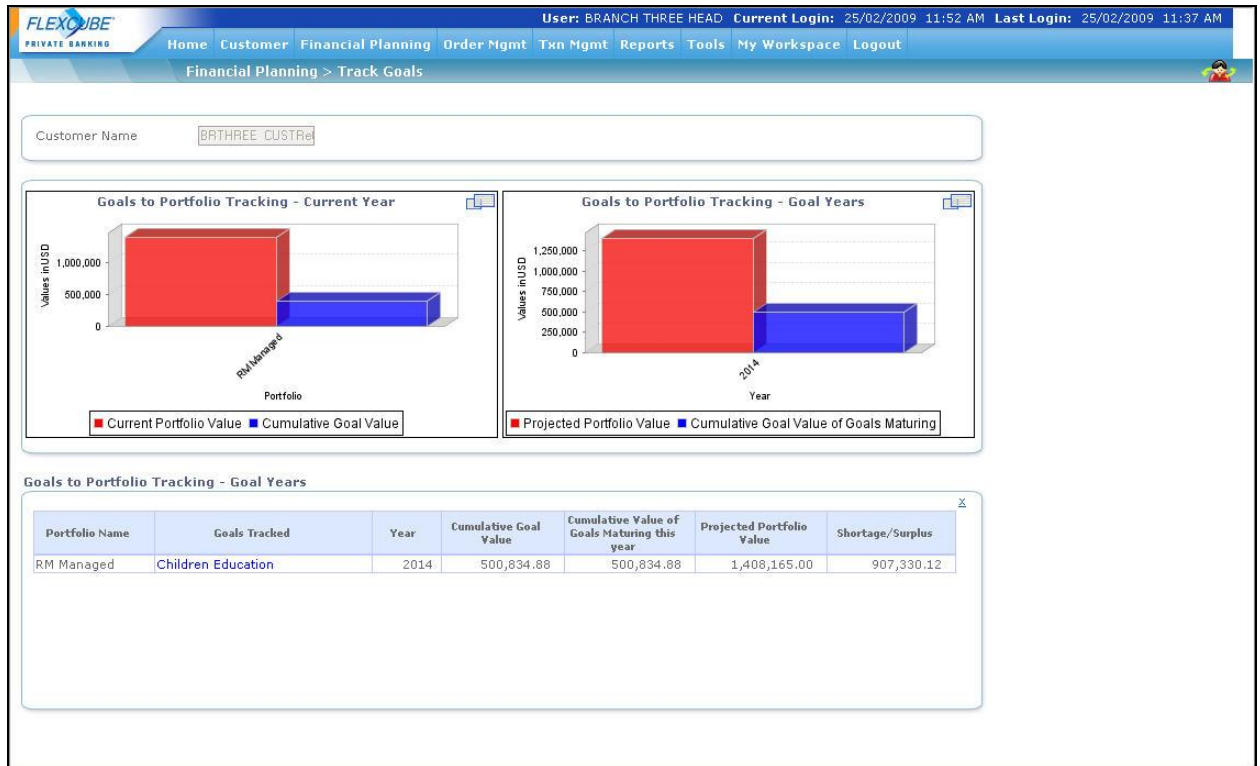 FLEXCUBE
PRIVATE BANKING
User: BRANCH THREE HEAD Current Login: 25/02/2009 11:52 AM Last Login: 25/02/2009 11:37 AM
Home Customer Financial Planning Order Mgmt Txn Mgmt Reports Tools My Workspace Logout
Financial Planning > Track Goals
Customer Name BRTHREE CUSTRel
Goals to Portfolio Tracking - Current Year
Values in USD
1,000,000
500,000
0
RM Managed
Portfolio
Current Portfolio Value Cumulative Goal Value
Goals to Portfolio Tracking - Goal Years
Values in USD
1,250,000
1,000,000
750,000
500,000
250,000
0
2014
Year
Projected Portfolio Value Cumulative Goal Value of Goals Maturing
Goals to Portfolio Tracking - Goal Years
x
Portfolio Name Goals Tracked Year Cumulative Goal Value Cumulative Value of Goals Maturing this year Projected Portfolio Value Shortage/Surplus
RM Managed Children Education 2014 500,834.88 500,834.88 1,408,165.00 907,330.12